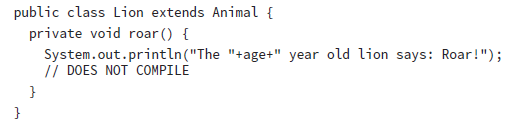 public class Lion extends Animal {
  private void roar() {
    System.out.println("The "+age+" year old lion says: Roar!");
    // DOES NOT COMPILE
  }
}